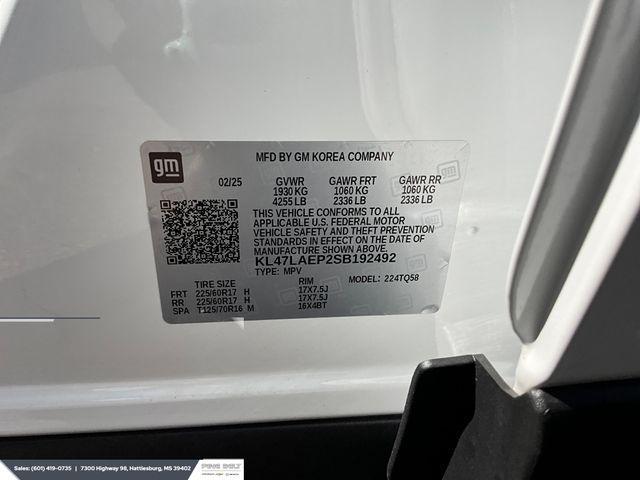 gm
MFD BY GM KOREA COMPANY
02/25 GVWR GAWR FRT GAWR RR
1930 KG 1060 KG 1060 KG
4255 LB 2336 LB 2336 LB
THIS VEHICLE CONFORMS TO ALL
APPLICABLE U.S. FEDERAL MOTOR
VEHICLE SAFETY AND THEFT PREVENTION
STANDARDS IN EFFECT ON THE DATE OF
MANUFACTURE SHOWN ABOVE.
KL47LAEP2SB192492
TYPE: MPV MODEL: 224TQ58
TIRE SIZE RIM
FRT 225/60R17 H 17X7.5J
RR 225/60R17 H 17X7.5J
SPA T125/70R16 M 16X4BT
Sales: (601) 419-0735 | 7300 Highway 98, Hattiesburg, MS 39402
PINE BELT